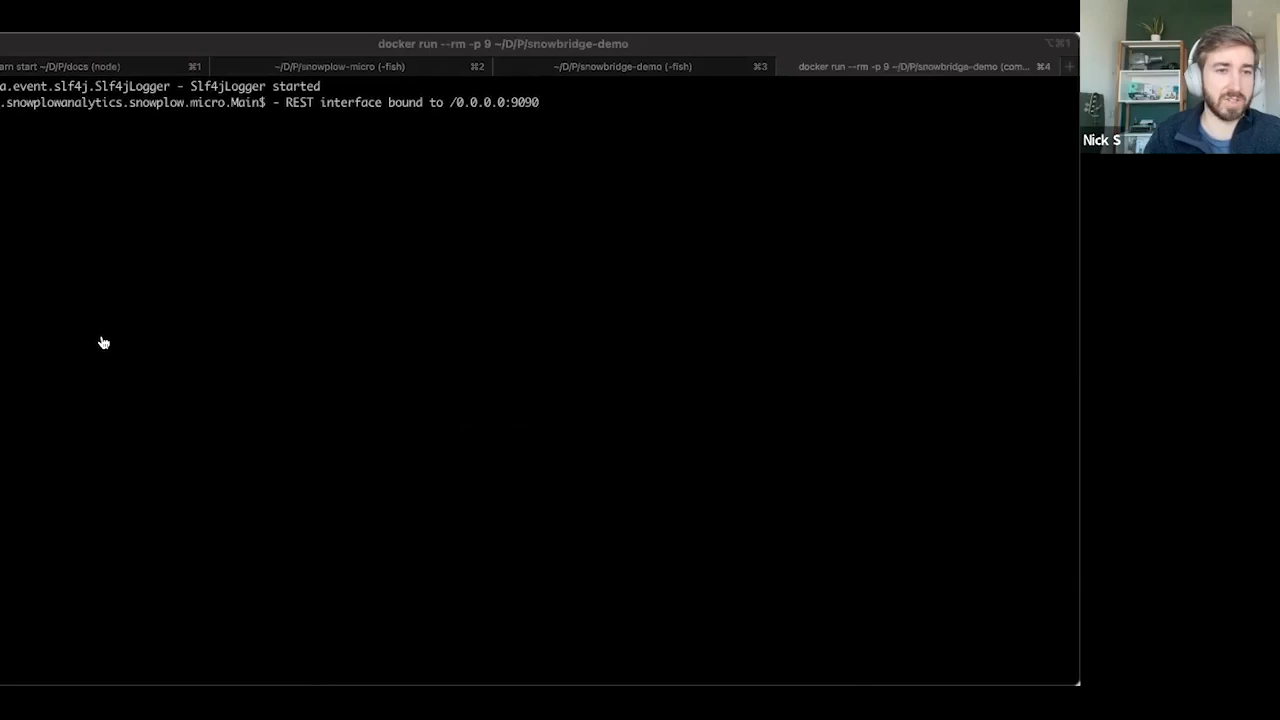 docker run --rm -p 9 ~/D/P/snowbridge-demo
⌥⌘1
arn start ~/D/P/docs (node) ⌘1
~/D/P/snowplow-micro (-fish) ⌘2
~/D/P/snowbridge-demo (-fish) ⌘3
docker run --rm -p 9 ~/D/P/snowbridge-demo (com... ⌘4 +
a.event.slf4j.Slf4jLogger - Slf4jLogger started
.snowplowanalytics.snowplow.micro.Main$ - REST interface bound to /0.0.0.0:9090
Nick S